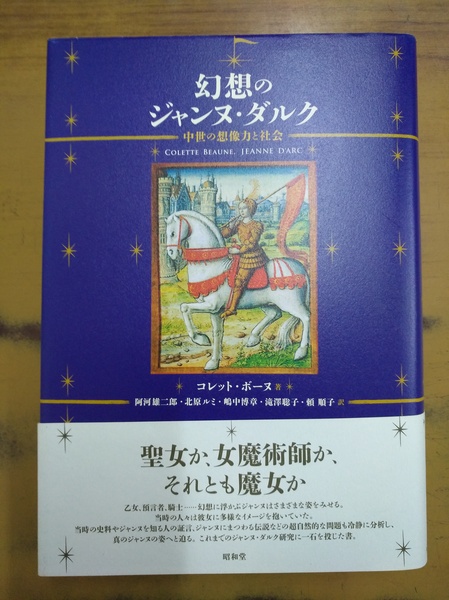 幻想の
ジャンヌ・ダルク
中世の想像力と社会
COLETTE BEAUNE, JEANNE D'ARC
コレット・ボーヌ 著
阿河雄二郎・北原ルミ・嶋中博章・滝澤聡子・頼 順子 訳
聖女か、女魔術師か、
それとも魔女か
乙女、預言者、騎士……幻想に浮かぶジャンヌはさまざまな姿をみせる。
当時の人々は彼女に多様なイメージを抱いていた。
当時の史料やジャンヌを知る人の証言、ジャンヌにまつわる伝説などの超自然的な問題も冷静に分析し、
真のジャンヌの姿へと迫る。これまでのジャンヌ・ダルク研究に一石を投じた書。
昭和堂